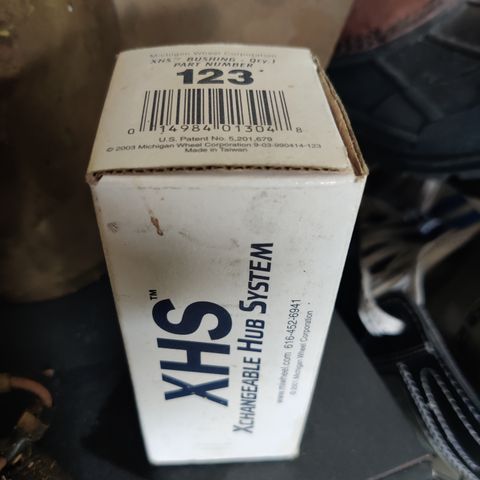 Michigan Wheel Corporation
XHS™ BUSHING - Qty. 1
PART NUMBER
123
0 14984 01304 8
U.S. Patent No. 5,201,679
© 2003 Michigan Wheel Corporation 9-03-990414-123
Made in Taiwan
XHS™
XCHANGEABLE HUB SYSTEM
www.miwheel.com 616-452-6941
© 2001 Michigan Wheel Corporation